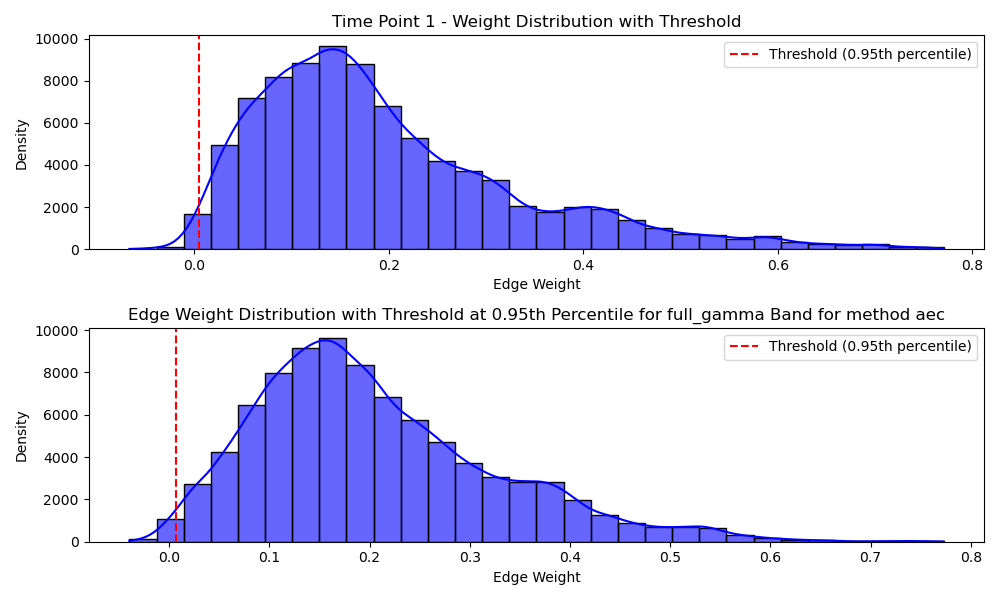 Time Point 1 - Weight Distribution with Threshold
10000
8000
6000
4000
2000
0
Density
Threshold (0.95th percentile)
0.0 0.2 0.4 0.6 0.8
Edge Weight
Edge Weight Distribution with Threshold at 0.95th Percentile for full_gamma Band for method aec
10000
8000
6000
4000
2000
0
Density
Threshold (0.95th percentile)
0.0 0.1 0.2 0.3 0.4 0.5 0.6 0.7 0.8
Edge Weight